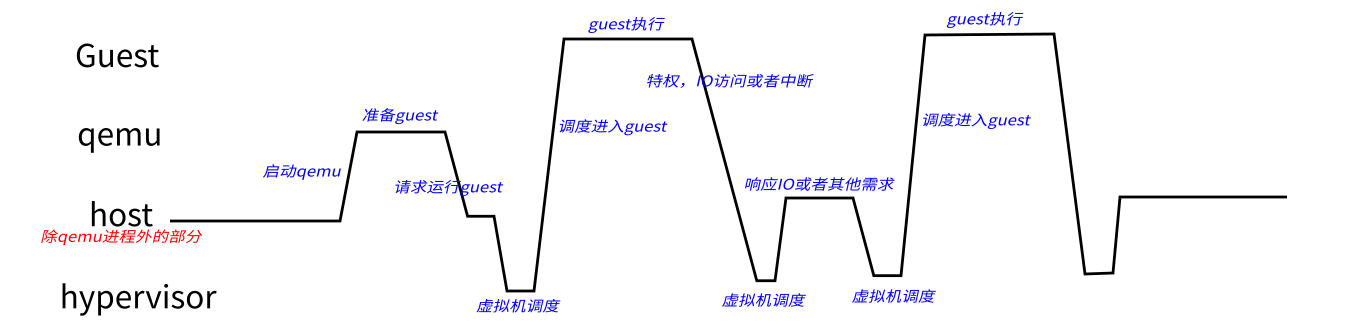 guest执行
guest执行
Guest
特权，IO访问或者中断
准备guest
调度进入guest
调度进入guest
qemu
启动qemu
请求运行guest
响应IO或者其他需求
host
除qemu进程外的部分
hypervisor
虚拟机调度
虚拟机调度
虚拟机调度